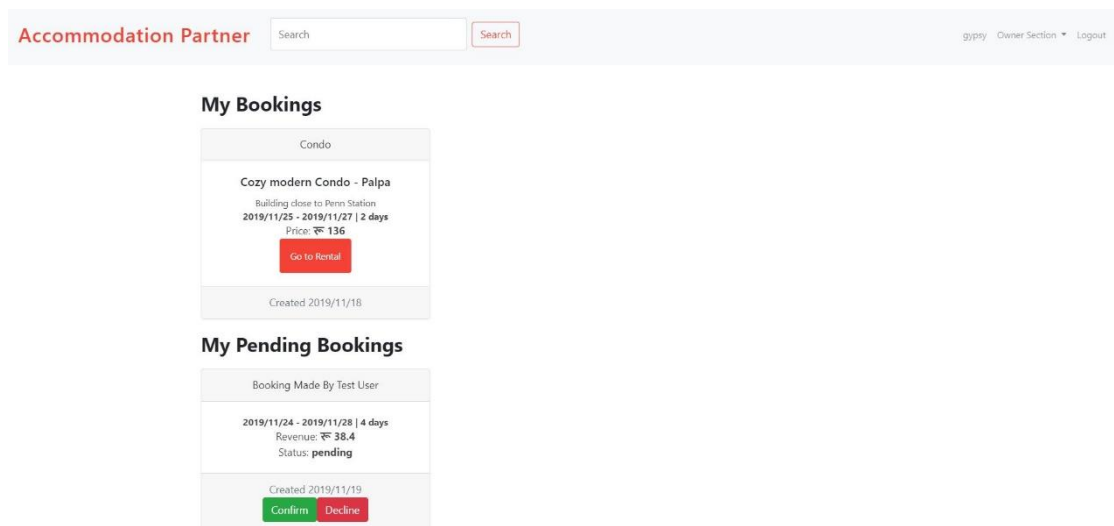 Accommodation Partner
Search
Search
gypsy Owner Section Logout
My Bookings
Condo
Cozy modern Condo - Palpa
Building close to Penn Station
2019/11/25 - 2019/11/27 | 2 days
Price: रू 136
Go to Rental
Created 2019/11/18
My Pending Bookings
Booking Made By Test User
2019/11/24 - 2019/11/28 | 4 days
Revenue: रू 38.4
Status: pending
Created 2019/11/19
Confirm Decline